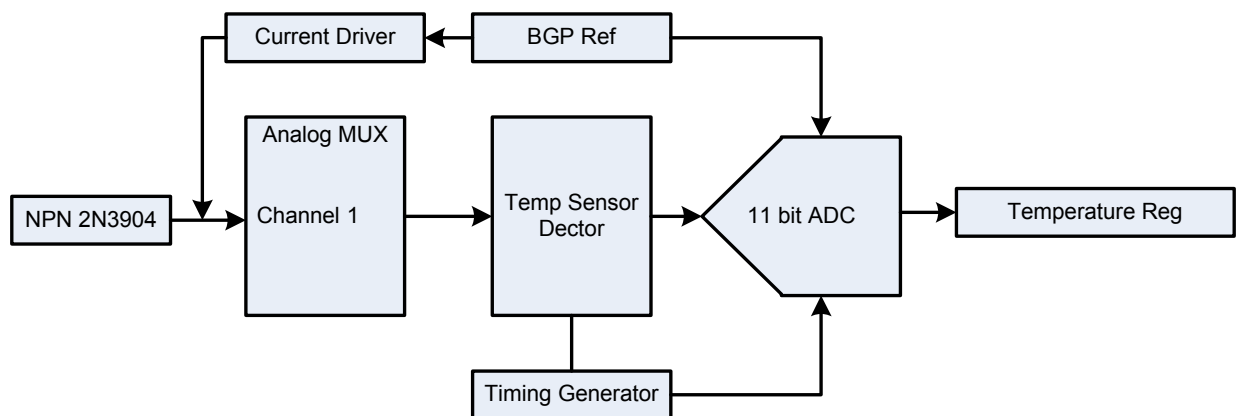 Current Driver
BGP Ref
Analog MUX
NPN 2N3904
Channel 1
Temp Sensor
Dector
11 bit ADC
Temperature Reg
Timing Generator